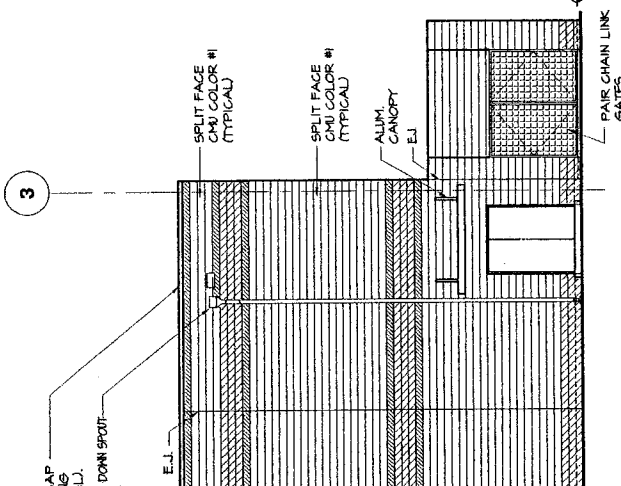 3
SPLIT FACE
CMU COLOR #1
(TYPICAL)
SPLIT FACE
CMU COLOR #1
(TYPICAL)
ALUM.
CANOPY
E.J.
PAIR CHAIN LINK
GATES
AP
G
L).
DOWN SPOUT
E.J.